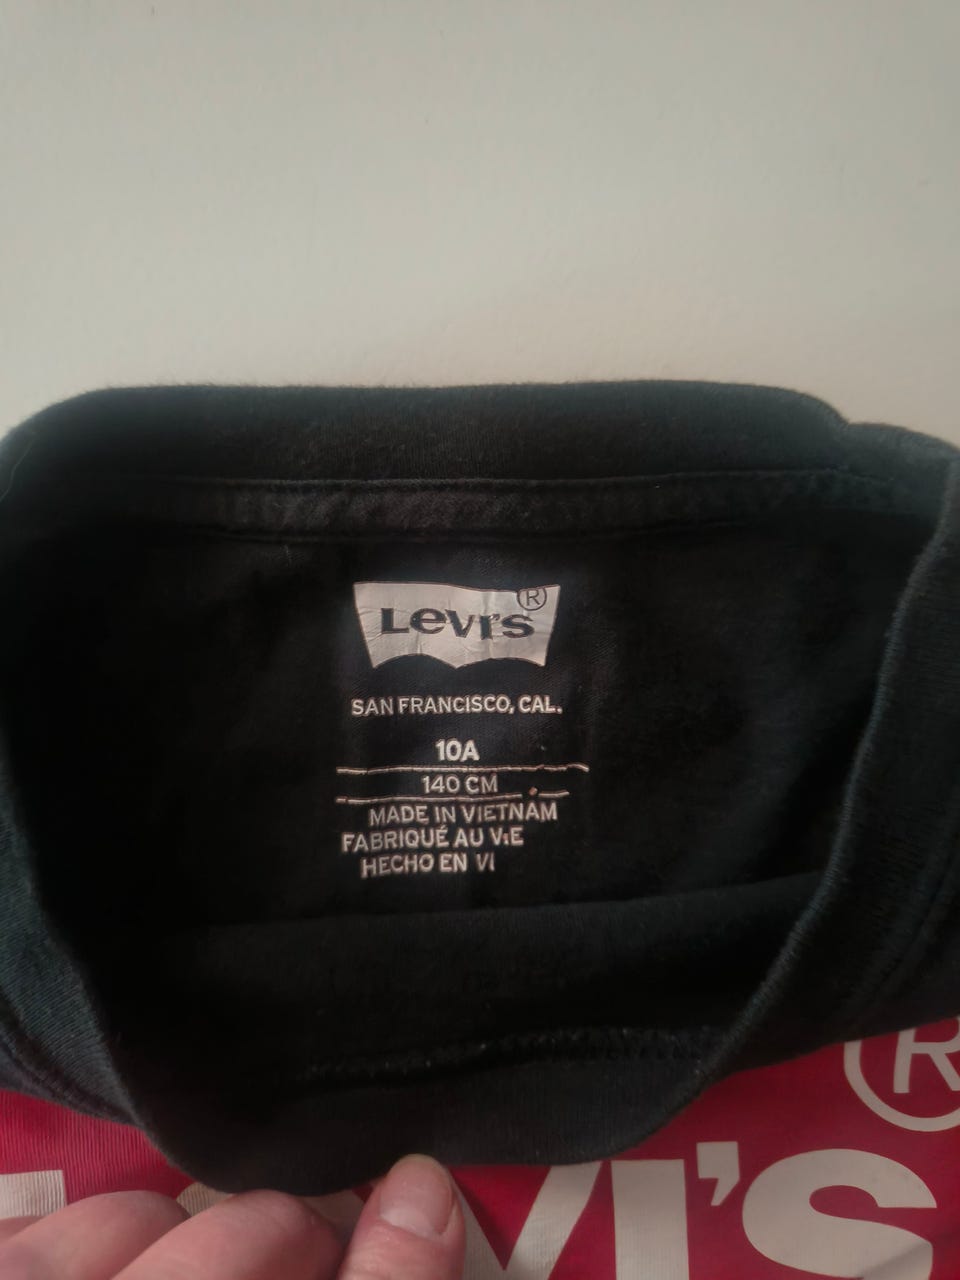 Levi's®
SAN FRANCISCO, CAL.
10A
140 CM
MADE IN VIETNAM
FABRIQUÉ AU VIE
HECHO EN VI
®
VI'S